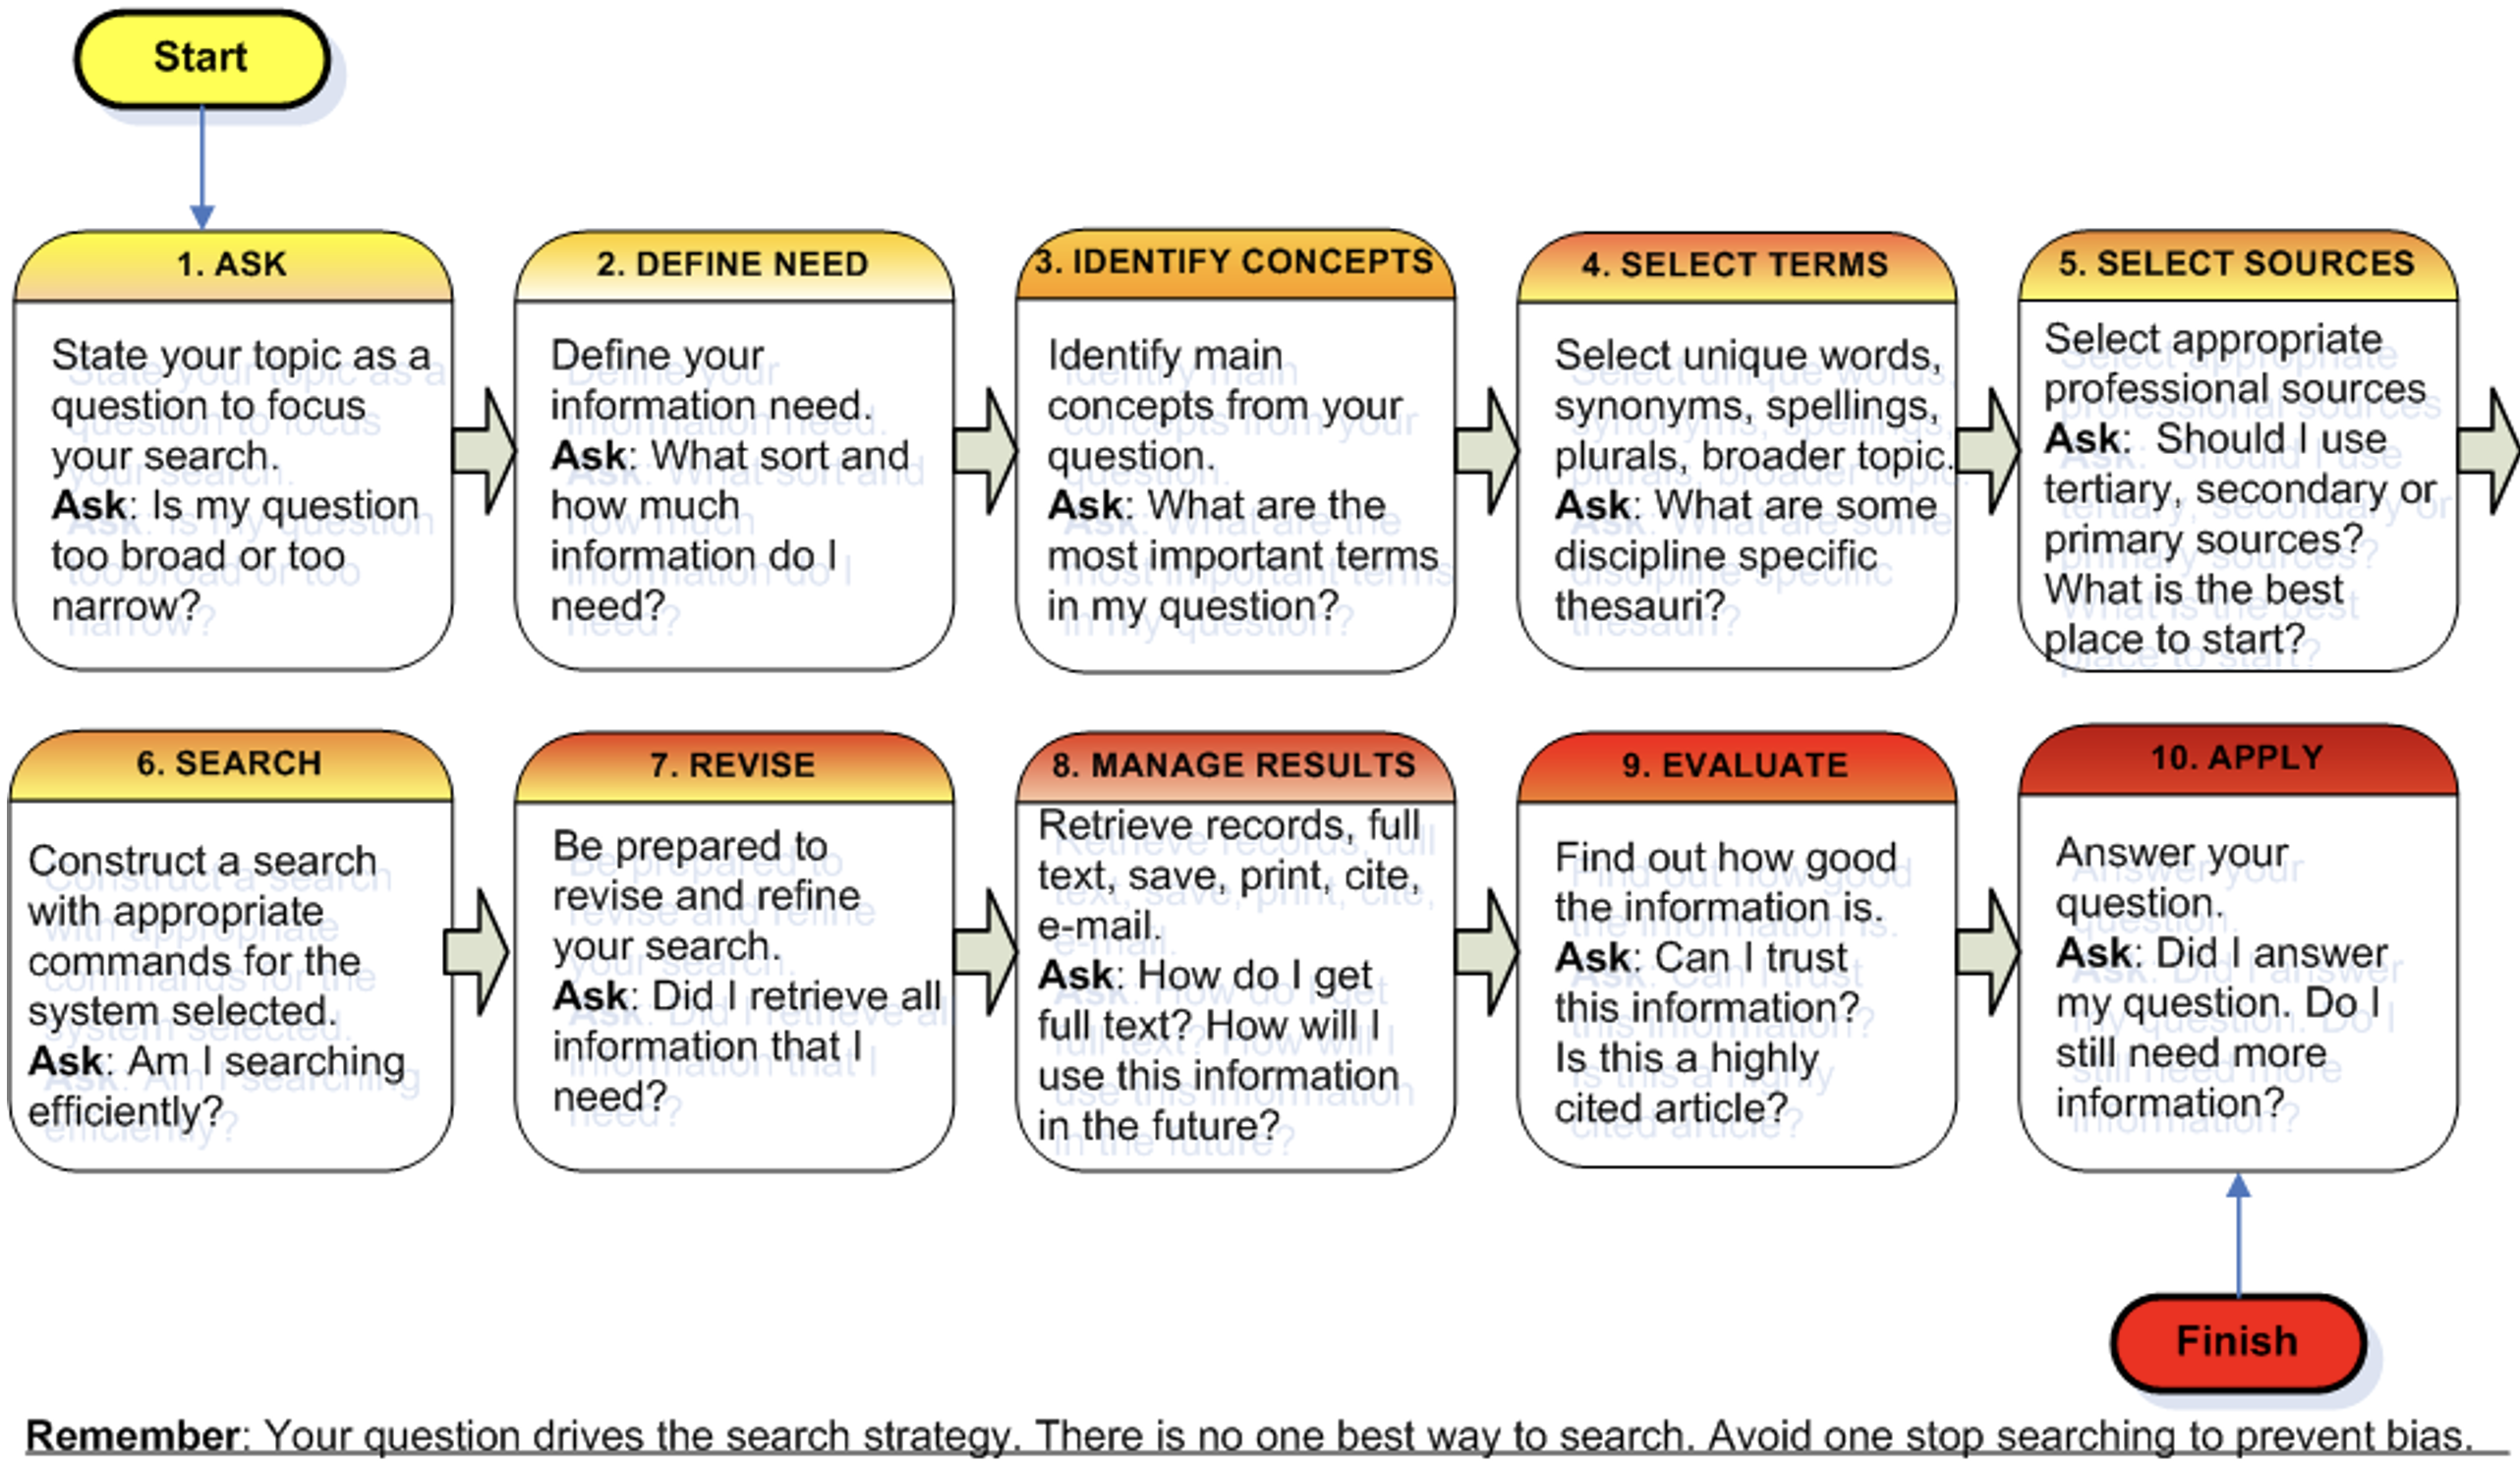 Start
1. ASK
State your topic as a
question to focus
your search.
Ask: Is my question
too broad or too
narrow?
2. DEFINE NEED
Define your
information need.
Ask: What sort and
how much
information do I
need?
3. IDENTIFY CONCEPTS
Identify main
concepts from your
question.
Ask: What are the
most important terms
in my question?
4. SELECT TERMS
Select unique words,
synonyms, spellings,
plurals, broader topic.
Ask: What are some
discipline specific
thesauri?
5. SELECT SOURCES
Select appropriate
professional sources
Ask: Should I use
tertiary, secondary or
primary sources?
What is the best
place to start?
6. SEARCH
Construct a search
with appropriate
commands for the
system selected.
Ask: Am I searching
efficiently?
7. REVISE
Be prepared to
revise and refine
your search.
Ask: Did I retrieve all
information that I
need?
8. MANAGE RESULTS
Retrieve records, full
text, save, print, cite,
e-mail.
Ask: How do I get
full text? How will I
use this information
in the future?
9. EVALUATE
Find out how good
the information is.
Ask: Can I trust
this information?
Is this a highly
cited article?
10. APPLY
Answer your
question.
Ask: Did I answer
my question. Do I
still need more
information?
Finish
Remember: Your question drives the search strategy. There is no one best way to search. Avoid one stop searching to prevent bias.